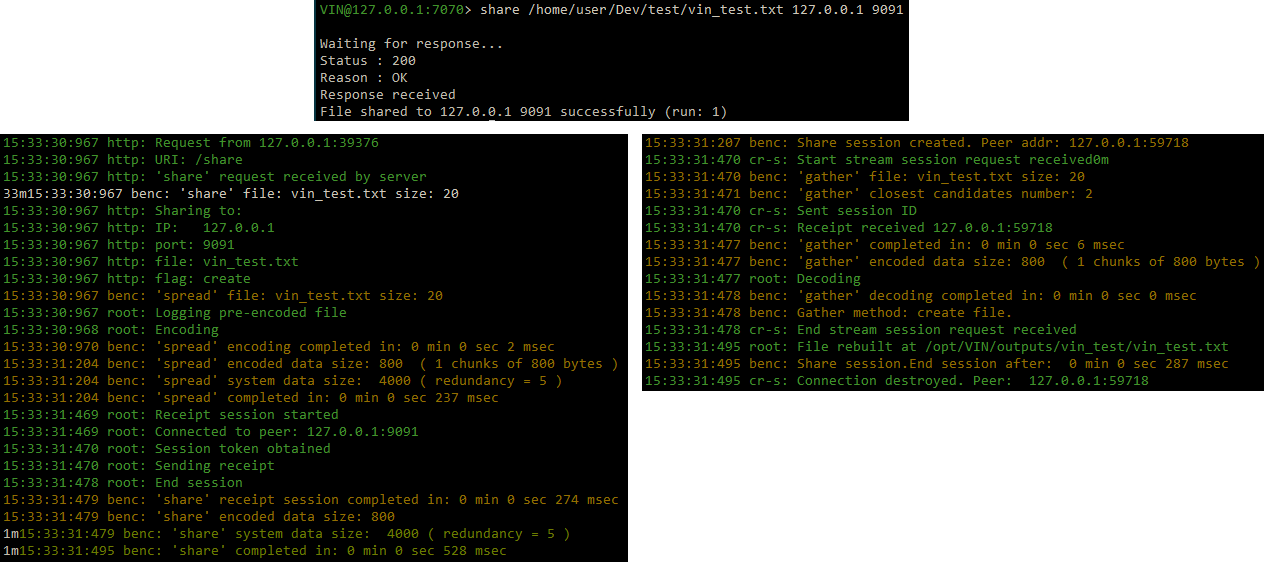 VIN@127.0.0.1:7070> share /home/user/Dev/test/vin_test.txt 127.0.0.1 9091
Waiting for response...
Status : 200
Reason : OK
Response received
File shared to 127.0.0.1 9091 successfully (run: 1)
15:33:30:967 http: Request from 127.0.0.1:39376
15:33:30:967 http: URI: /share
15:33:30:967 http: 'share' request received by server
33m15:33:30:967 benc: 'share' file: vin_test.txt size: 20
15:33:30:967 http: Sharing to:
15:33:30:967 http: IP:   127.0.0.1
15:33:30:967 http: port: 9091
15:33:30:967 http: file: vin_test.txt
15:33:30:967 http: flag: create
15:33:30:967 benc: 'spread' file: vin_test.txt size: 20
15:33:30:967 root: Logging pre-encoded file
15:33:30:968 root: Encoding
15:33:30:970 benc: 'spread' encoding completed in: 0 min 0 sec 2 msec
15:33:31:204 benc: 'spread' encoded data size: 800  ( 1 chunks of 800 bytes )
15:33:31:204 benc: 'spread' system data size:  4000 ( redundancy = 5 )
15:33:31:204 benc: 'spread' completed in: 0 min 0 sec 237 msec
15:33:31:469 root: Receipt session started
15:33:31:469 root: Connected to peer: 127.0.0.1:9091
15:33:31:470 root: Session token obtained
15:33:31:470 root: Sending receipt
15:33:31:478 root: End session
15:33:31:479 benc: 'share' receipt session completed in: 0 min 0 sec 274 msec
15:33:31:479 benc: 'share' encoded data size: 800
1m15:33:31:479 benc: 'share' system data size:  4000 ( redundancy = 5 )
1m15:33:31:495 benc: 'share' completed in: 0 min 0 sec 528 msec
15:33:31:207 benc: Share session created. Peer addr: 127.0.0.1:59718
15:33:31:470 cr-s: Start stream session request received0m
15:33:31:470 benc: 'gather' file: vin_test.txt size: 20
15:33:31:471 benc: 'gather' closest candidates number: 2
15:33:31:470 cr-s: Sent session ID
15:33:31:470 cr-s: Receipt received 127.0.0.1:59718
15:33:31:477 benc: 'gather' completed in: 0 min 0 sec 6 msec
15:33:31:477 benc: 'gather' encoded data size: 800  ( 1 chunks of 800 bytes )
15:33:31:477 root: Decoding
15:33:31:478 benc: 'gather' decoding completed in: 0 min 0 sec 0 msec
15:33:31:478 benc: Gather method: create file.
15:33:31:478 cr-s: End stream session request received
15:33:31:495 root: File rebuilt at /opt/VIN/outputs/vin_test/vin_test.txt
15:33:31:495 benc: Share session.End session after:  0 min 0 sec 287 msec
15:33:31:495 cr-s: Connection destroyed. Peer:  127.0.0.1:59718